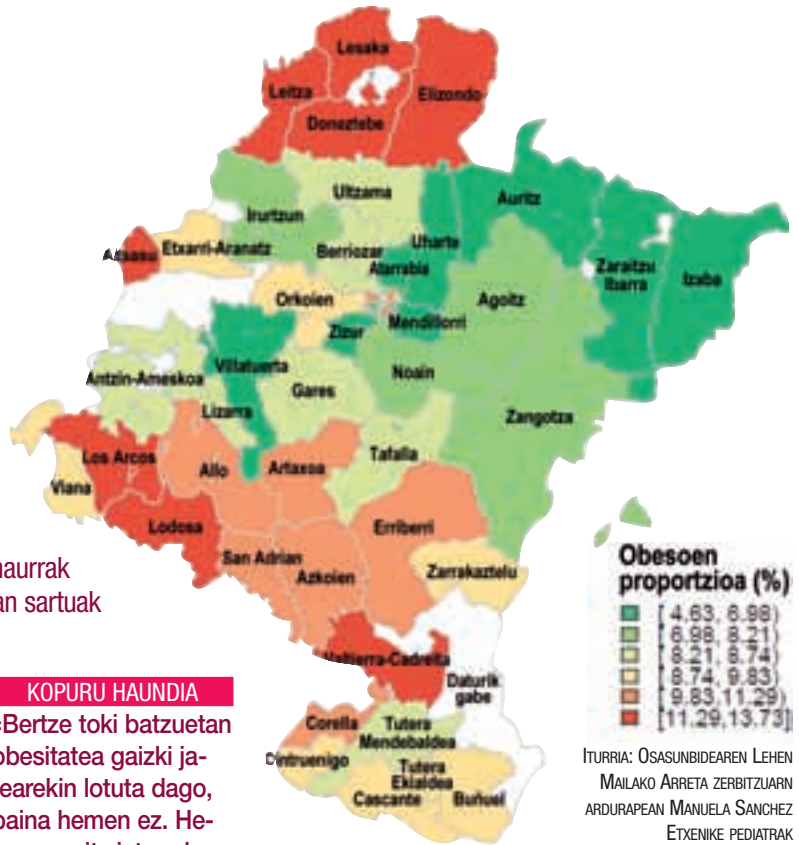 Lesaka
Leitza
Elizondo
Doneztebe
Ultzama
Auritz
Irurtzun
Uharte
Altsasu
Etxarri-Aranatz
Berriozar
Atarrabia
Zaraitzu
Ibarra
Izaba
Orkoien
Agoitz
Zizur
Mendillorri
Villatuerta
Noain
Antzin-Ameskoa
Gares
Lizarra
Zangotza
Tafalla
Los Arcos
Allo
Artaxoa
Viana
Lodosa
Erriberri
San Adrian
Azkoien
Zarrakaztelu
Valtierra-Cadreita
Daturik
gabe
Corella
Tutera
Mendebaldea
Cintruenigo
Tutera
Ekialdea
Cascante
Buñuel
haurrak
an sartuak
KOPURU HAUNDIA
«Bertze toki batzuetan
obesitatea gaizki ja-
tearekin lotuta dago,
baina hemen ez. He-
Obesoen
proportzioa (%)
[ 4,63, 6,98)
[ 6,98, 8,21)
[ 8,21, 8,74)
[ 8,74, 9,83)
[ 9,83,11,29)
[11,29,13,73]
ITURRIA: OSASUNBIDEAREN LEHEN
MAILAKO ARRETA ZERBITZUARN
ARDURAPEAN MANUELA SANCHEZ
ETXENIKE PEDIATRAK